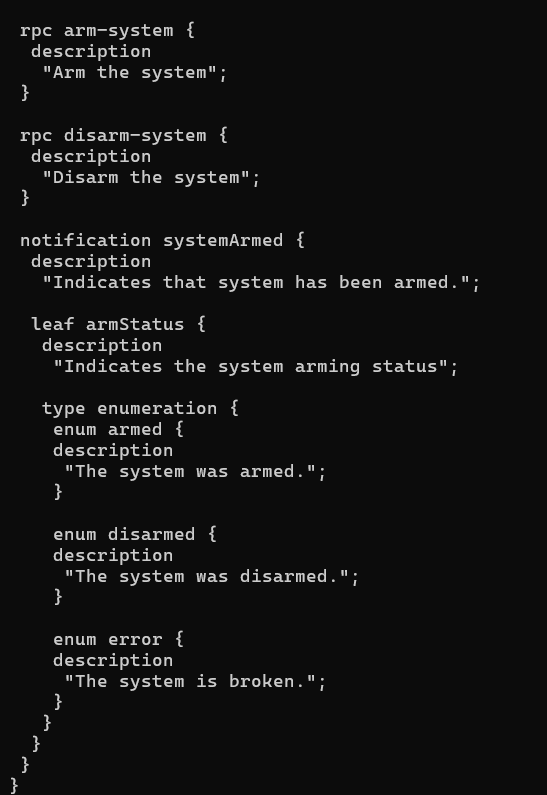 rpc arm-system {
description
"Arm the system";
}
rpc disarm-system {
description
"Disarm the system";
}
notification systemArmed {
description
"Indicates that system has been armed.";
leaf armStatus {
description
"Indicates the system arming status";
type enumeration {
enum armed {
description
"The system was armed.";
}
enum disarmed {
description
"The system was disarmed.";
}
enum error {
description
"The system is broken.";
}
}
}
}
}